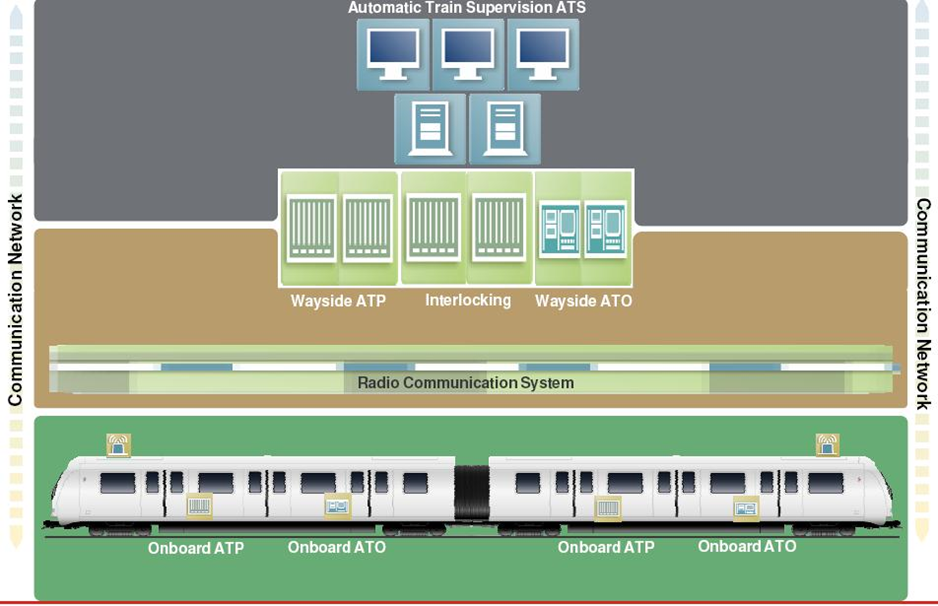 Automatic Train Supervision ATS
Communication Network
Communication Network
Wayside ATP
Interlocking
Wayside ATO
Radio Communication System
Onboard ATP
Onboard ATO
Onboard ATP
Onboard ATO